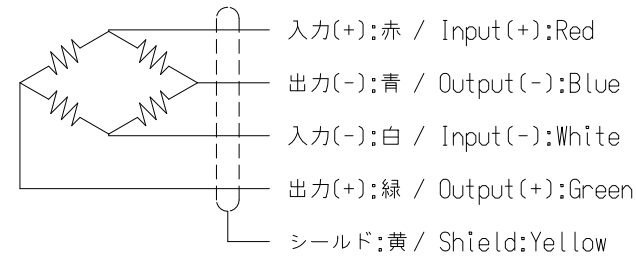 入力(+):赤 / Input(+):Red
出力(-):青 / Output(-):Blue
入力(-):白 / Input(-):White
出力(+):緑 / Output(+):Green
シールド:黄 / Shield:Yellow